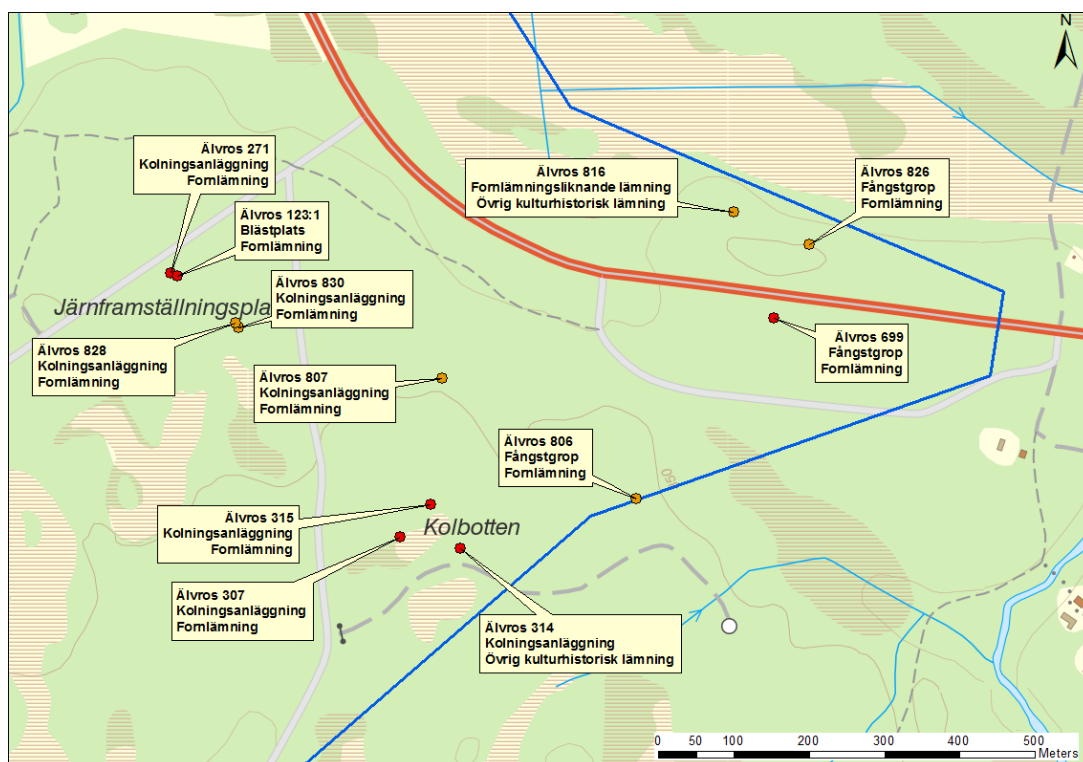 N
Älvros 271
Kolningsanläggning
Fornlämning
Älvros 123:1
Blästplats
Fornlämning
Älvros 816
Fornlämningsliknande lämning
Övrig kulturhistorisk lämning
Älvros 826
Fångstgrop
Fornlämning
Järnframställningspla
Älvros 830
Kolningsanläggning
Fornlämning
Älvros 828
Kolningsanläggning
Fornlämning
Älvros 699
Fångstgrop
Fornlämning
Älvros 807
Kolningsanläggning
Fornlämning
Älvros 806
Fångstgrop
Fornlämning
Älvros 315
Kolningsanläggning
Fornlämning
Kolbotten
Älvros 307
Kolningsanläggning
Fornlämning
Älvros 314
Kolningsanläggning
Övrig kulturhistorisk lämning
0 50 100 200 300 400 500
Meters